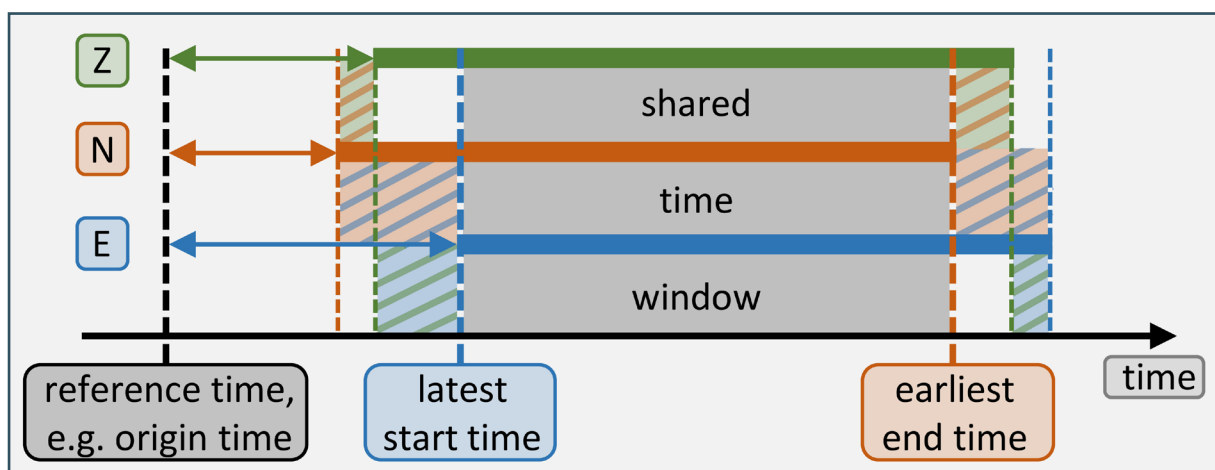 Z
shared
N
time
E
window
time
reference time,
e.g. origin time
latest
start time
earliest
end time